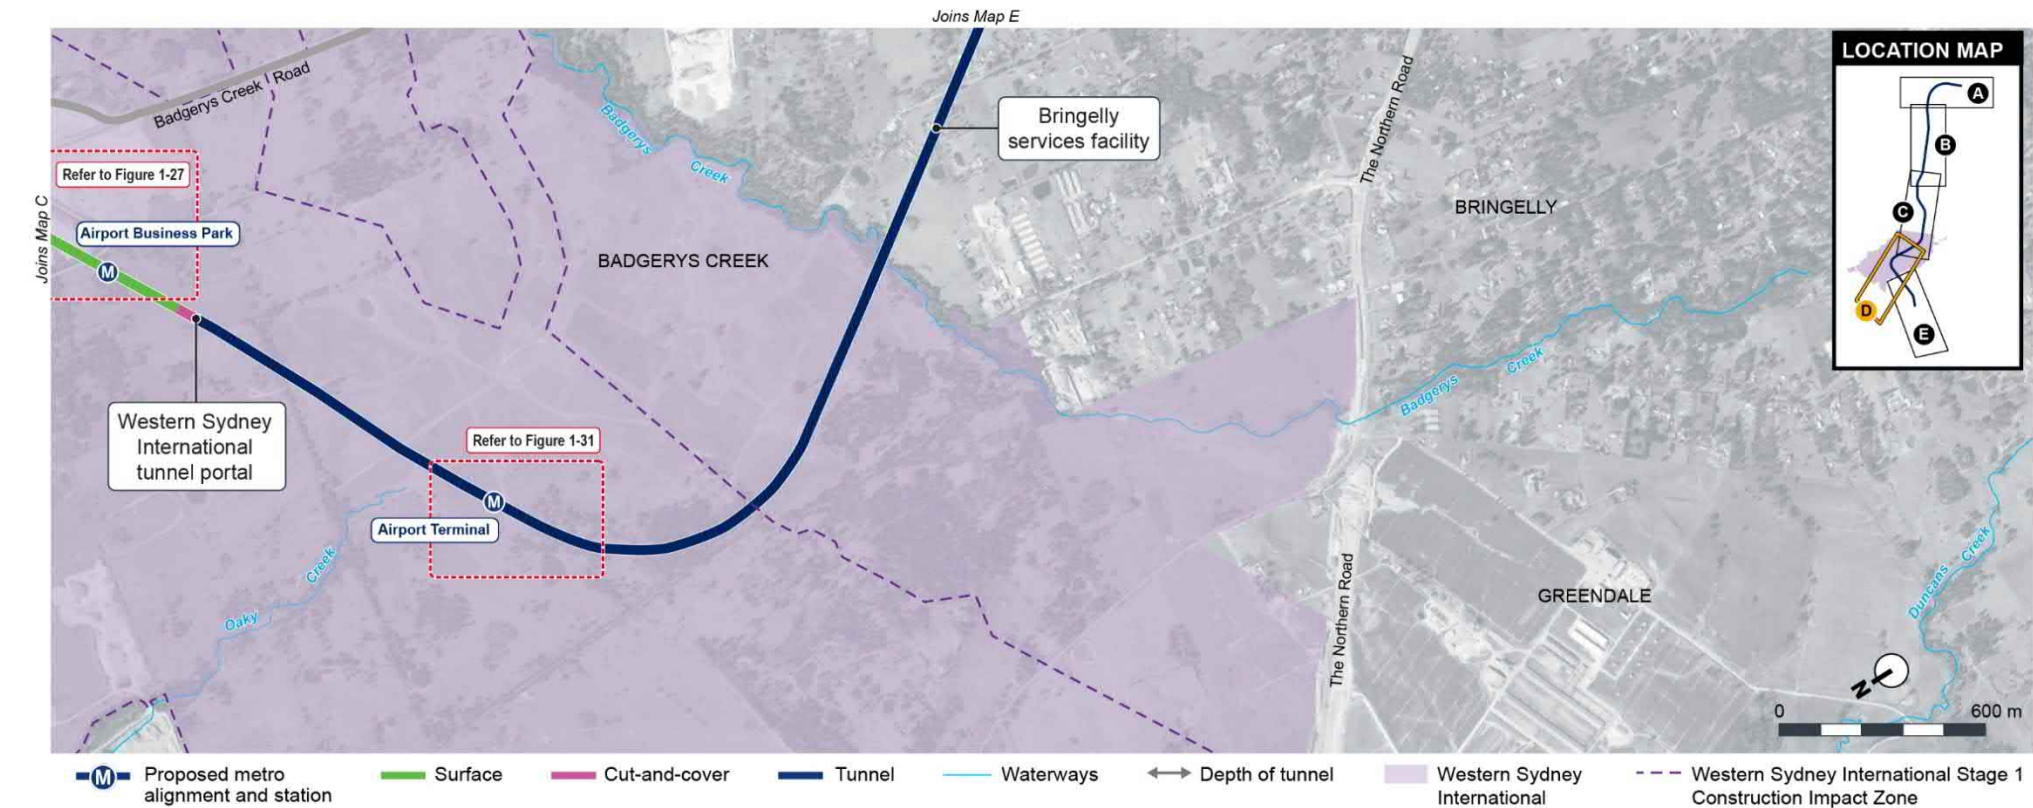 Joins Map E
LOCATION MAP
A
B
C
D
E
Badgerys Creek Road
Badgerys
Creek
Bringelly
services facility
The Northern Road
Refer to Figure 1-27
Joins Map C
Airport Business Park
M
BRINGELLY
BADGERYS CREEK
Badgerys Creek
Western Sydney
International
tunnel portal
Refer to Figure 1-31
M
Airport Terminal
Oaky Creek
The Northern Road
GREENDALE
Duncans Creek
N
0 600 m
M Proposed metro
alignment and station
Surface
Cut-and-cover
Tunnel
Waterways
Depth of tunnel
Western Sydney
International
Western Sydney International Stage 1
Construction Impact Zone